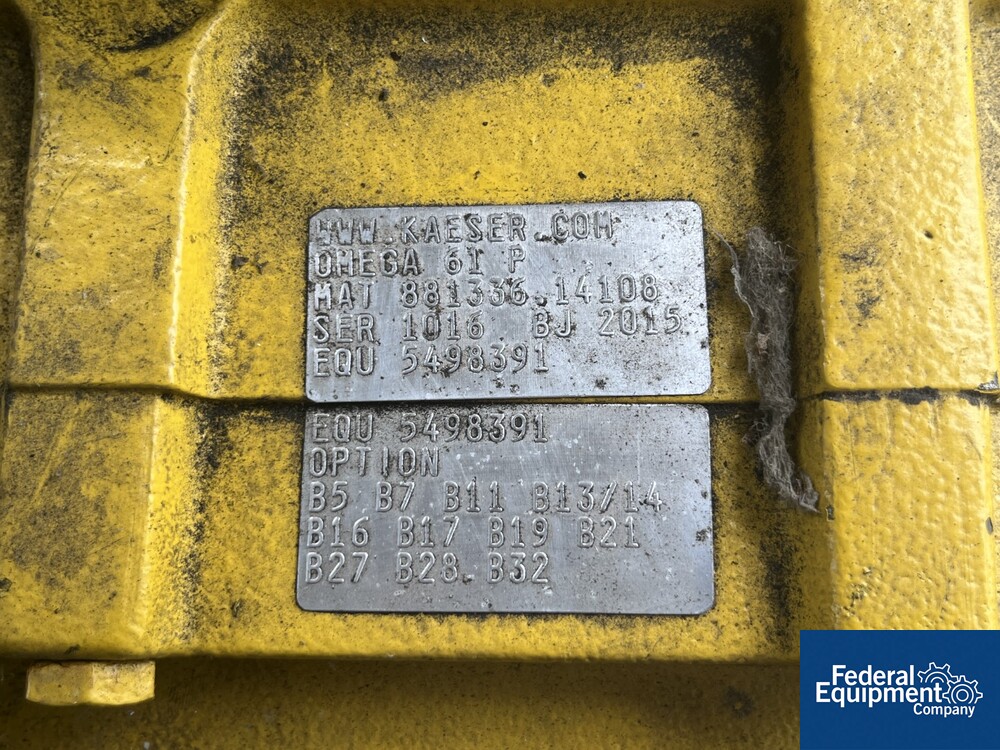 WWW.KAESER.COM
OMEGA 61 P
MAT 881336.14108
SER 1016 BJ 2015
EQU 5498391
EQU 5498391
OPTION
B5 B7 B11 B13/14
B16 B17 B19 B21
B27 B28 B32
Federal
Equipment
Company